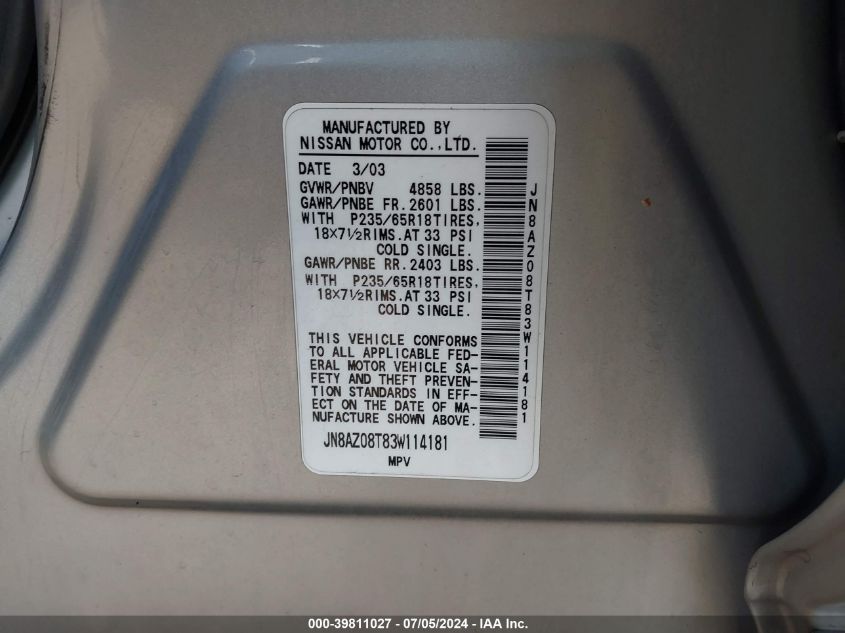 MANUFACTURED BY
NISSAN MOTOR CO.,LTD.
DATE 3/03
GVWR/PNBV 4858 LBS.
GAWR/PNBE FR.2601 LBS.
WITH P235/65R18TIRES,
18X7½RIMS.AT 33 PSI
COLD SINGLE.
GAWR/PNBE RR.2403 LBS.
WITH P235/65R18TIRES,
18X7½RIMS.AT 33 PSI
COLD SINGLE.
THIS VEHICLE CONFORMS
TO ALL APPLICABLE FED-
ERAL MOTOR VEHICLE SA-
FETY AND THEFT PREVEN-
TION STANDARDS IN EFF-
ECT ON THE DATE OF MA-
NUFACTURE SHOWN ABOVE.
JN8AZ08T83W114181
MPV
JN8AZ08T83W114181
000-39811027 - 07/05/2024 - IAA Inc.